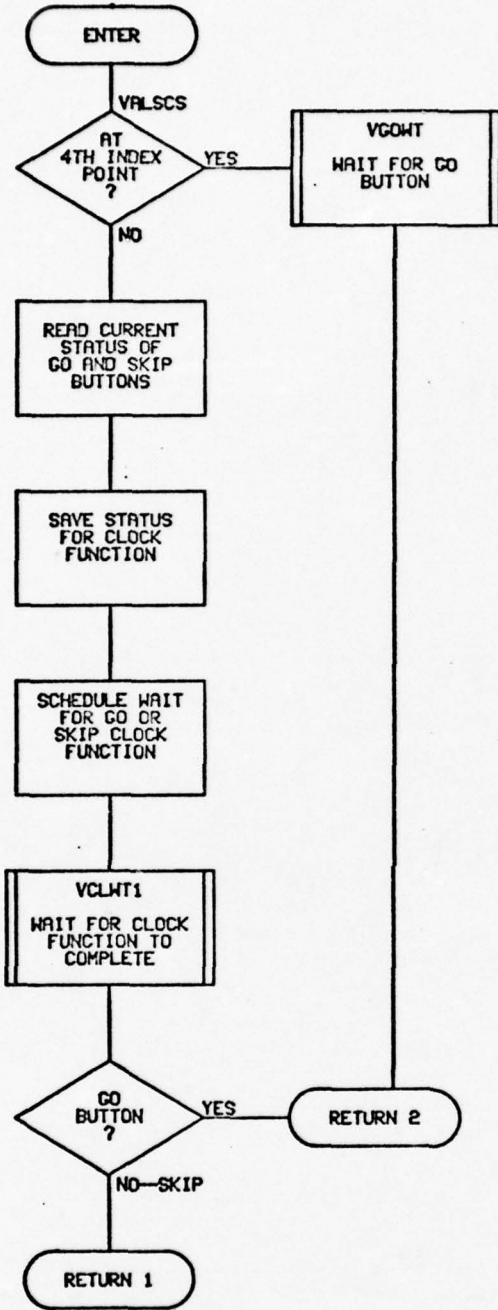 ENTER
VALSCS
AT
4TH INDEX
POINT
?
YES
VGOWT
WAIT FOR GO
BUTTON
NO
READ CURRENT
STATUS OF
GO AND SKIP
BUTTONS
SAVE STATUS
FOR CLOCK
FUNCTION
SCHEDULE WAIT
FOR GO OR
SKIP CLOCK
FUNCTION
VCLWT1
WAIT FOR CLOCK
FUNCTION TO
COMPLETE
GO
BUTTON
?
YES
RETURN 2
NO—SKIP
RETURN 1